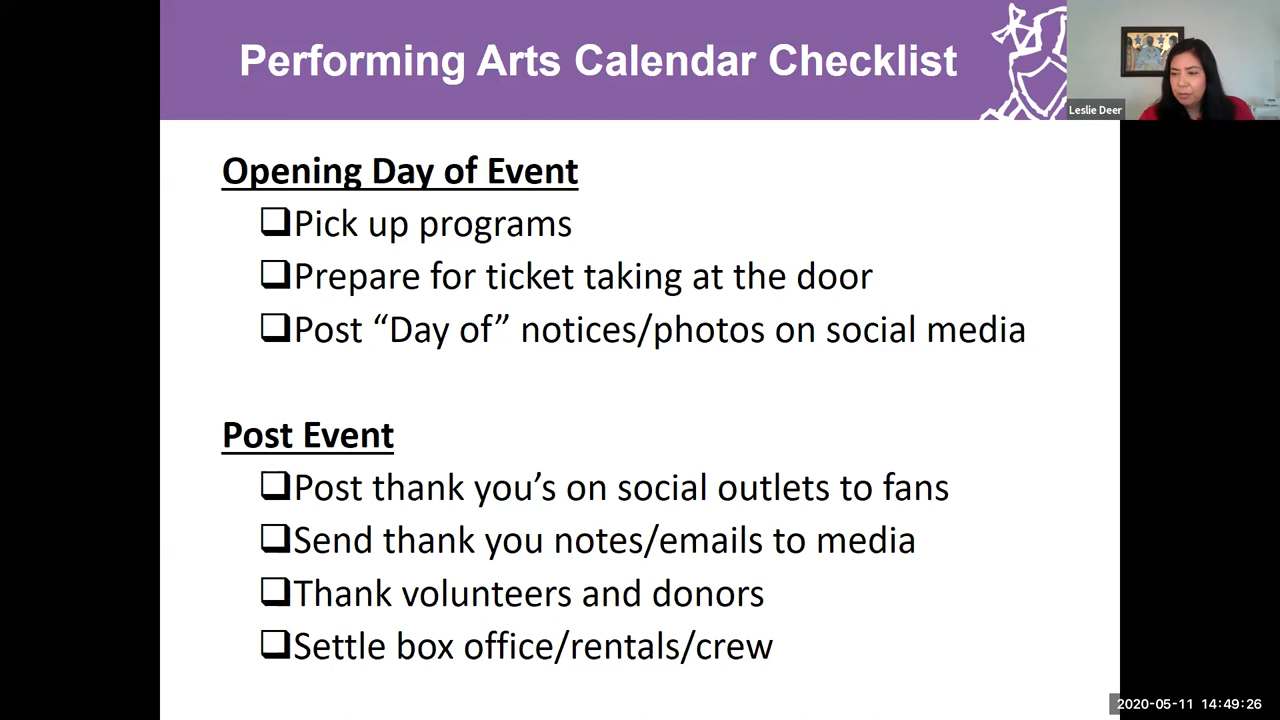 Performing Arts Calendar Checklist
Leslie Deer
Opening Day of Event
❑Pick up programs
❑Prepare for ticket taking at the door
❑Post “Day of” notices/photos on social media
Post Event
❑Post thank you’s on social outlets to fans
❑Send thank you notes/emails to media
❑Thank volunteers and donors
❑Settle box office/rentals/crew
2020-05-11 14:49:26